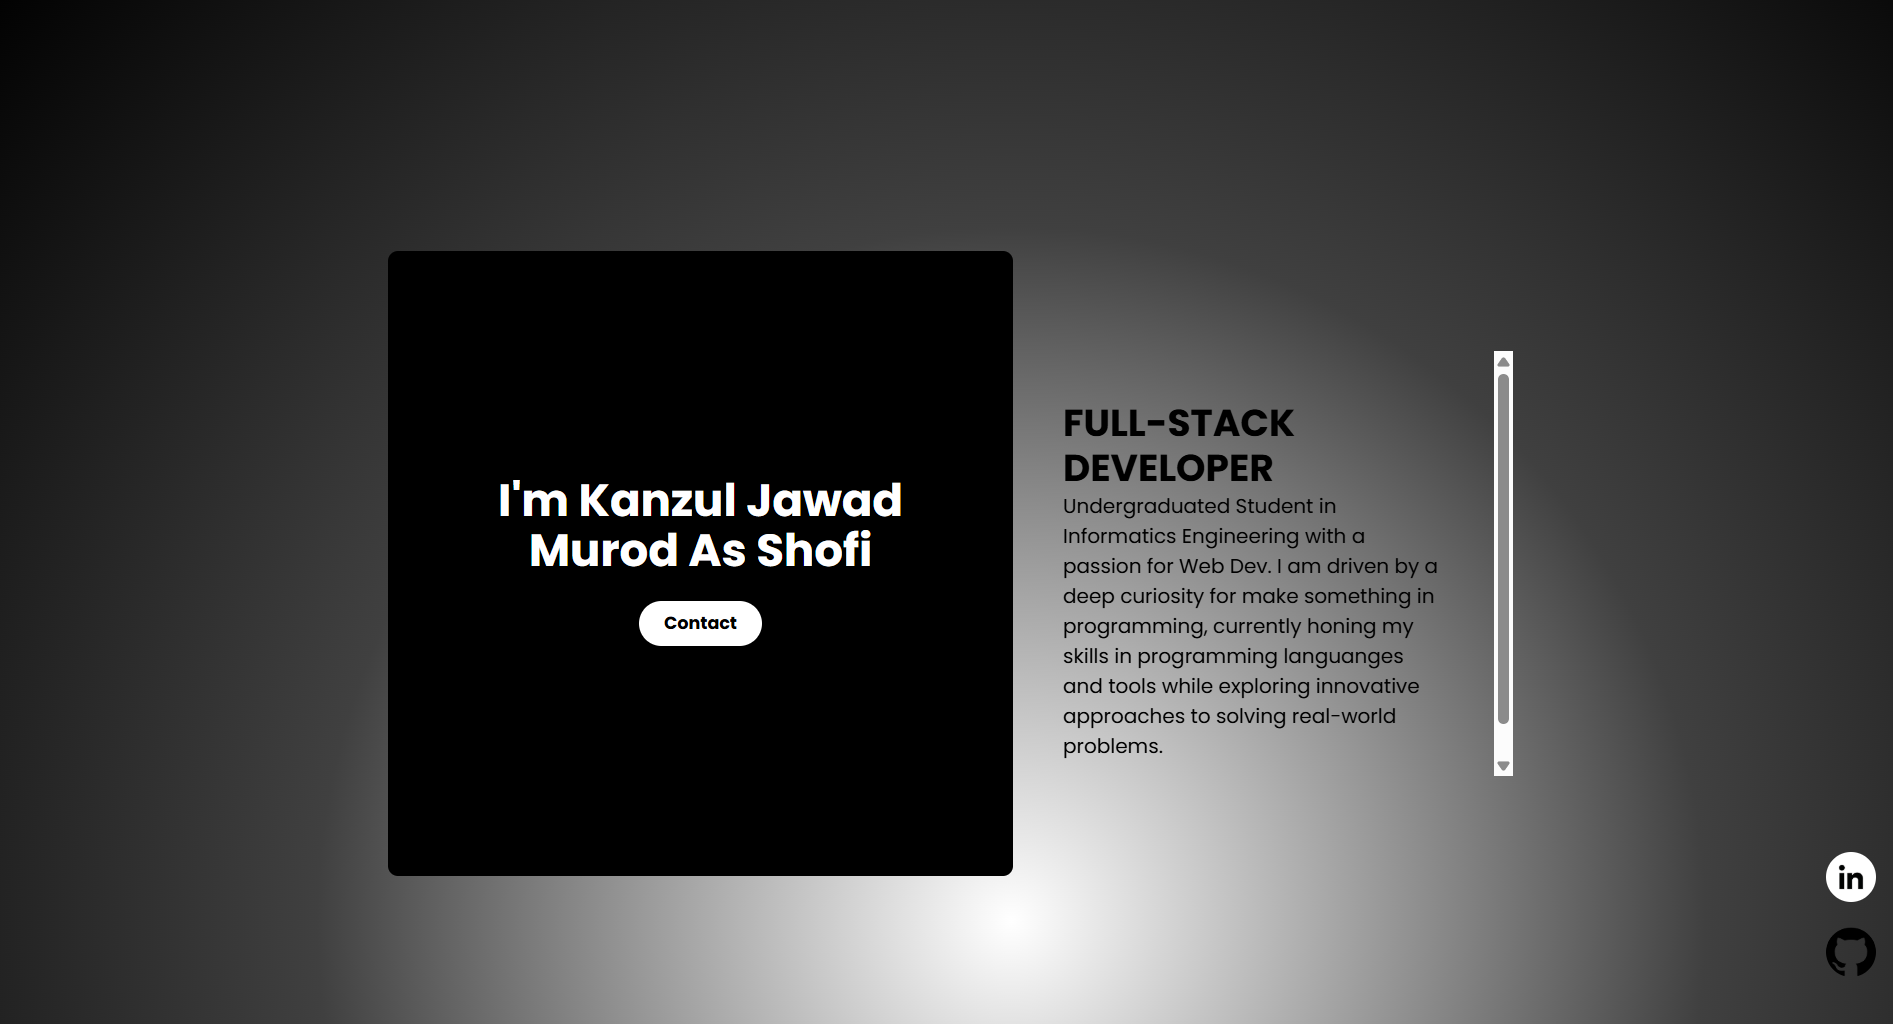 I'm Kanzul Jawad
Murod As Shofi
Contact
FULL-STACK
DEVELOPER
Undergraduated Student in
Informatics Engineering with a
passion for Web Dev. I am driven by a
deep curiosity for make something in
programming, currently honing my
skills in programming languanges
and tools while exploring innovative
approaches to solving real-world
problems.
in